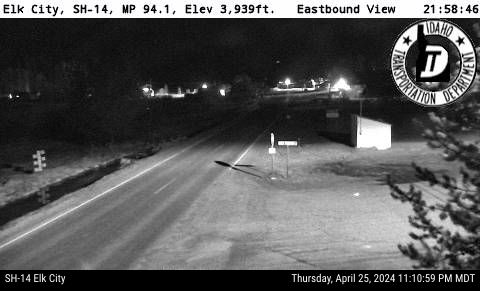 Elk City, SH-14, MP 94.1, Elev 3,939ft. Eastbound View 21:58:46
IDAHO
TRANSPORTATION DEPARTMENT
SH-14 Elk City Thursday, April 25, 2024 11:10:59 PM MDT